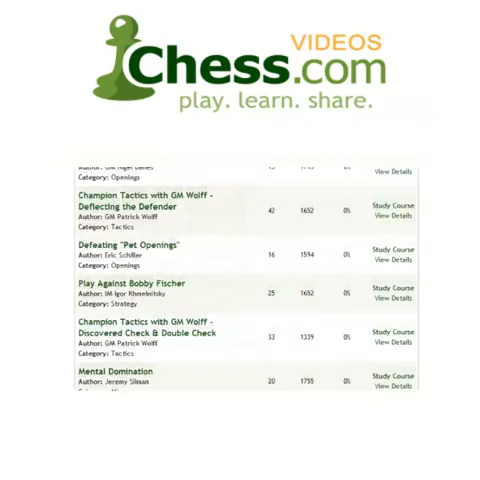 VIDEOS
Chess.com
play. learn. share.
View Details
Category: Openings
Champion Tactics with GM Wolff -
Deflecting the Defender 42 1652 0% Study Course
Author: GM Patrick Wolff View Details
Category: Tactics
Defeating "Pet Openings" Study Course
Author: Eric Schiller 16 1594 0% View Details
Category: Openings
Play Against Bobby Fischer Study Course
Author: IM Igor Khmelnitsky 25 1652 0% View Details
Category: Strategy
Champion Tactics with GM Wolff -
Discovered Check & Double Check 33 1339 0% Study Course
Author: GM Patrick Wolff View Details
Category: Tactics
Mental Domination Study Course
Author: Jeremy Silman 20 1755 0% View Details